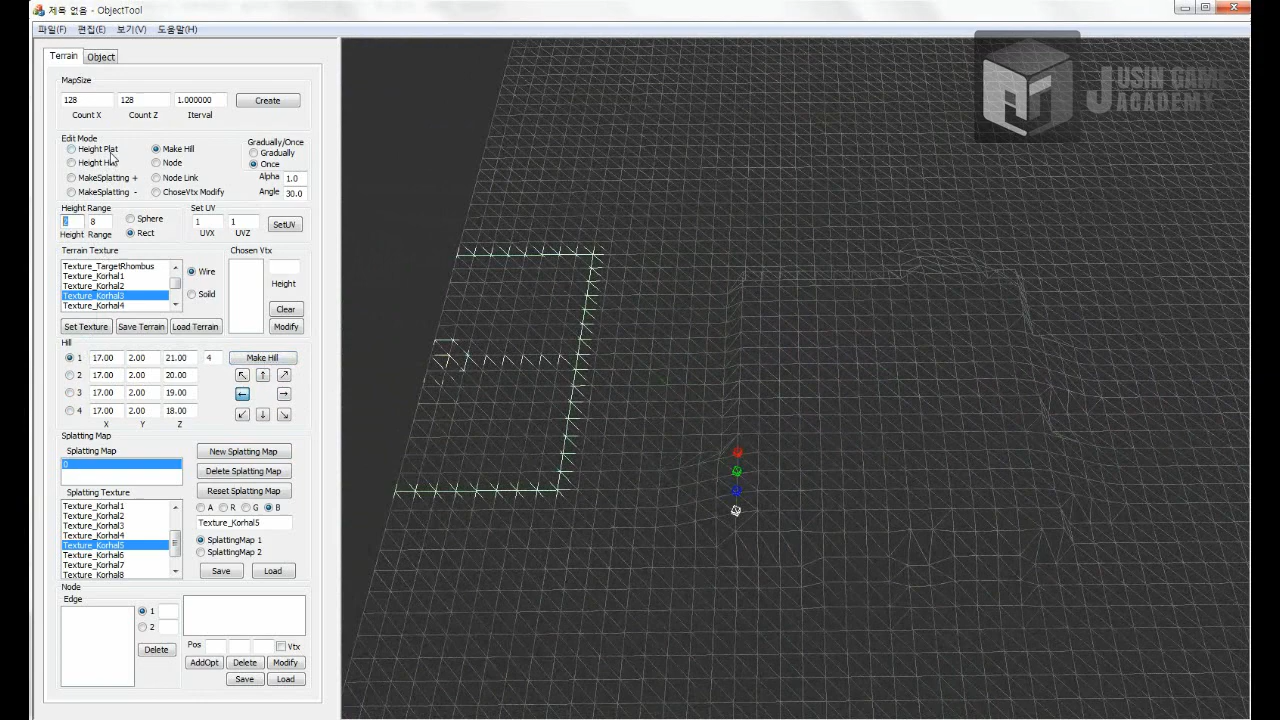 제목 없음 - ObjectTool
파일(F) 편집(E) 보기(V) 도움말(H)
Terrain Object
MapSize
128 128 1.000000 Create
Count X Count Z Iterval
Edit Mode
Height Plat Make Hill
Height Hill Node
MakeSplatting + Node Link
MakeSplatting - ChoseVtx Modify
Gradually/Once
Gradually
Once
Alpha 1.0
Angle 30.0
Height Range
8 Sphere
Height Range Rect
Set UV
1 1 SetUV
UVX UVZ
Terrain Texture
Texture_TargetRhombus
Texture_Korhal1
Texture_Korhal2
Texture_Korhal3
Texture_Korhal4
Wire
Soild
Chosen Vtx
Height
Clear
Modify
Set Texture Save Terrain Load Terrain
Hill
1 17.00 2.00 21.00 4 Make Hill
2 17.00 2.00 20.00
3 17.00 2.00 19.00
4 17.00 2.00 18.00
X Y Z
Splatting Map
Splatting Map
0
New Splatting Map
Delete Splatting Map
Reset Splatting Map
Splatting Texture
Texture_Korhal1
Texture_Korhal2
Texture_Korhal3
Texture_Korhal4
Texture_Korhal5
Texture_Korhal6
Texture_Korhal7
Texture_Korhal8
A R G B
Texture_Korhal5
SplattingMap 1
SplattingMap 2
Save Load
Node
Edge
1
2
Delete
Pos Vtx
AddOpt Delete Modify
Save Load
JUSIN GAME
ACADEMY